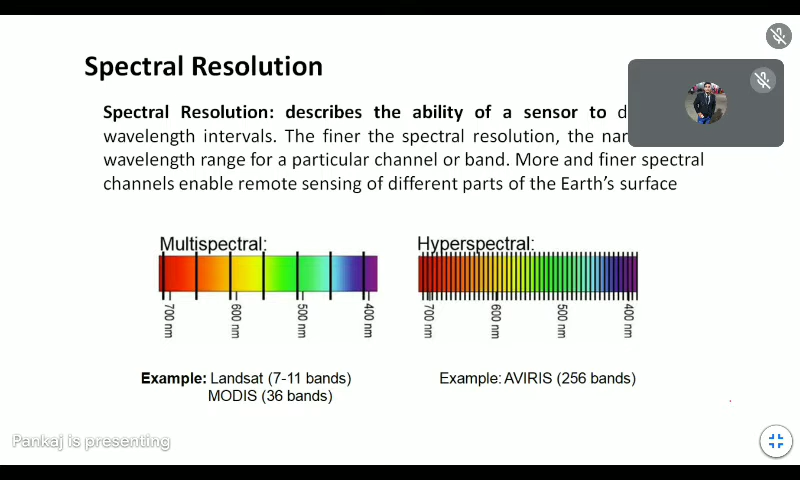 Spectral Resolution
Spectral Resolution: describes the ability of a sensor to
wavelength intervals. The finer the spectral resolution, the
wavelength range for a particular channel or band. More and finer spectral
channels enable remote sensing of different parts of the Earth's surface
Multispectral:
700 nm
600 nm
500 nm
400 nm
Hyperspectral:
700 nm
600 nm
500 nm
400 nm
Example: Landsat (7-11 bands)
MODIS (36 bands)
Example: AVIRIS (256 bands)
Pankaj is presenting